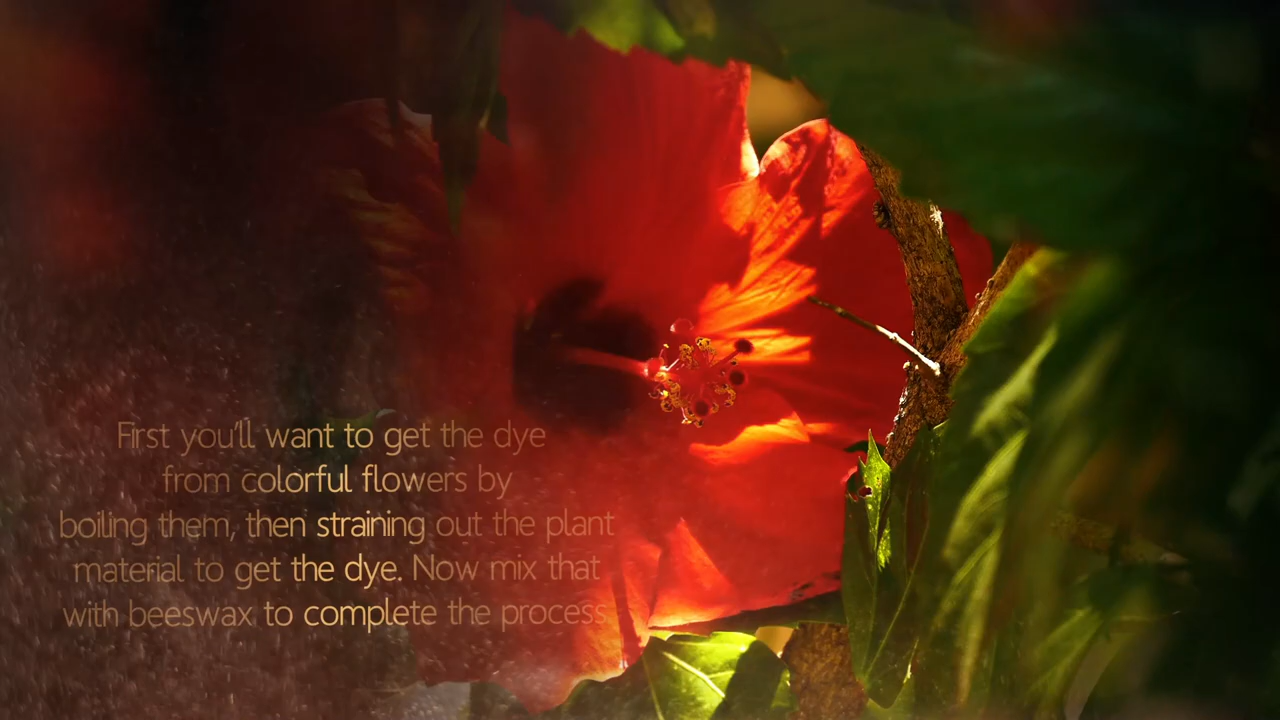 First you'll want to get the dye
from colorful flowers by
boiling them, then straining out the plant
material to get the dye. Now mix that
with beeswax to complete the process